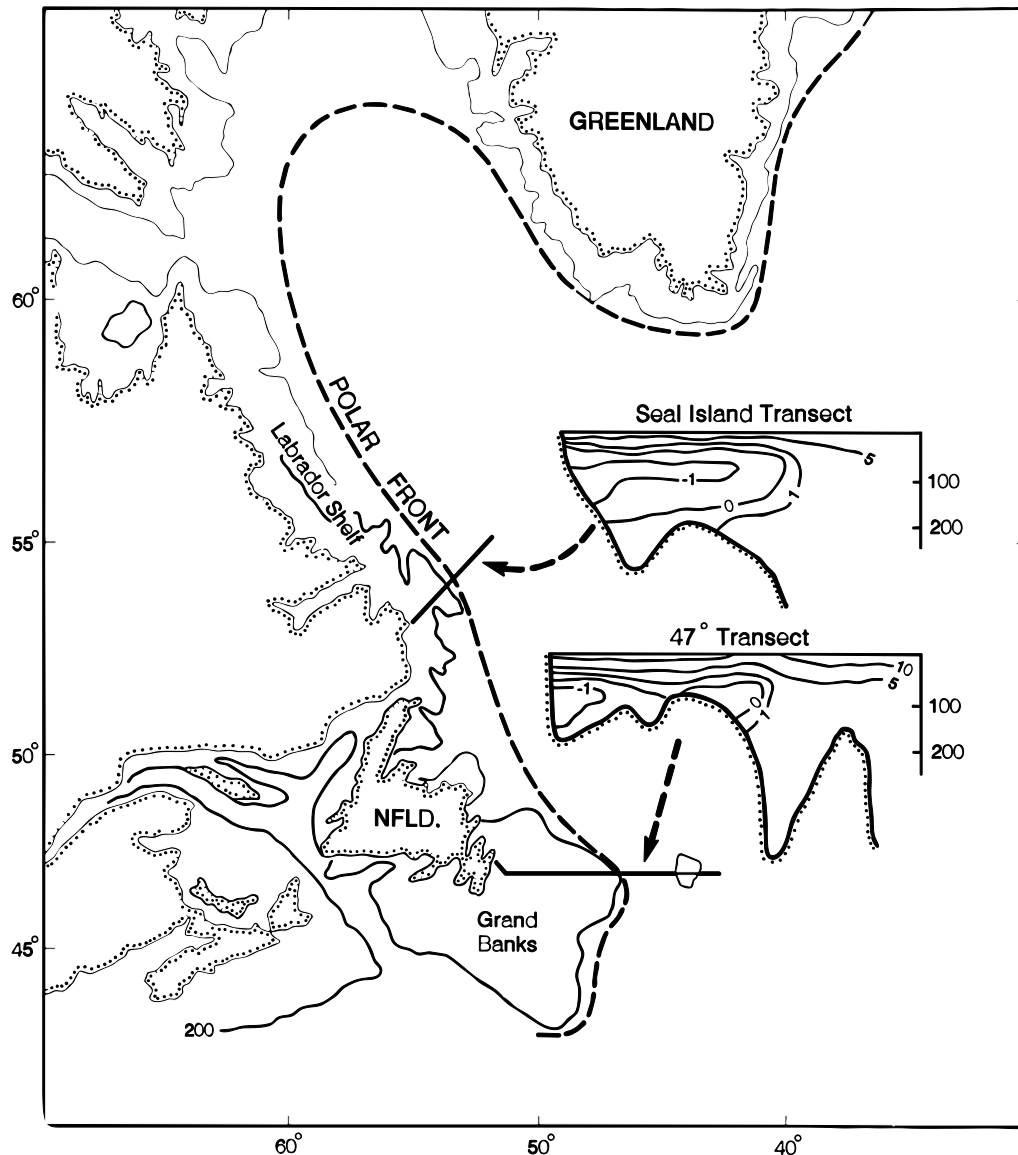 GREENLAND
60°
POLAR FRONT
Labrador Shelf
Seal Island Transect
5
-1
0
1
100
200
55°
47° Transect
10
5
-1
0
1
100
200
50°
NFLD.
Grand
Banks
45°
200
60°
50°
40°